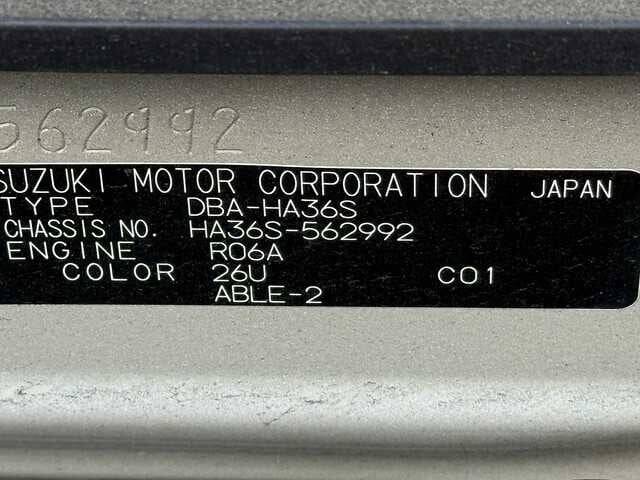 562992
SUZUKI MOTOR CORPORATION JAPAN
TYPE DBA-HA36S
CHASSIS NO. HA36S-562992
ENGINE R06A
COLOR 26U C01
ABLE-2